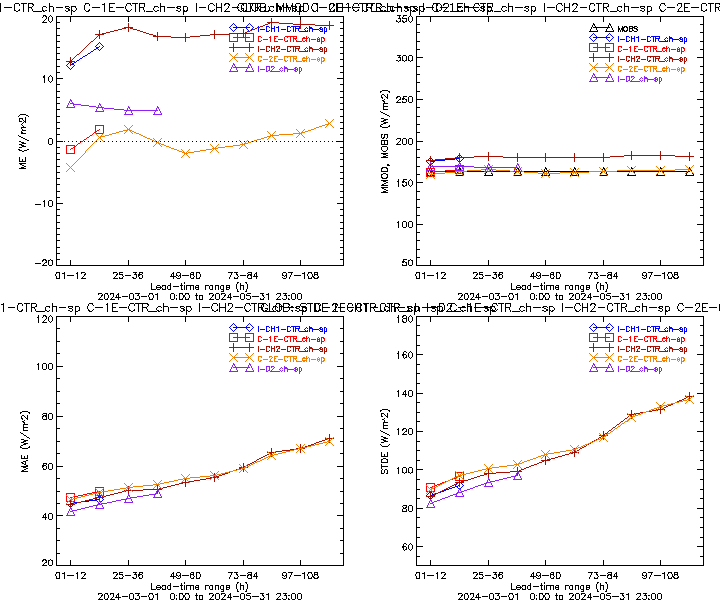 I-CH1-CTR_ch-sp
C-1E-CTR_ch-sp
I-CH2-CTR_ch-sp
C-2E-CTR_ch-sp
I-D2_ch-sp
20
10
0
-10
-20
ME (W/m^2)
01-12 25-36 49-60 73-84 97-108
Lead-time range (h)
2024-03-01 0:00 to 2024-05-31 23:00
MOBS
I-CH1-CTR_ch-sp
C-1E-CTR_ch-sp
I-CH2-CTR_ch-sp
C-2E-CTR_ch-sp
I-D2_ch-sp
350
300
250
200
150
100
50
MMOD, MOBS (W/m^2)
01-12 25-36 49-60 73-84 97-108
Lead-time range (h)
2024-03-01 0:00 to 2024-05-31 23:00
I-CH1-CTR_ch-sp
C-1E-CTR_ch-sp
I-CH2-CTR_ch-sp
C-2E-CTR_ch-sp
I-D2_ch-sp
120
100
80
60
40
20
MAE (W/m^2)
01-12 25-36 49-60 73-84 97-108
Lead-time range (h)
2024-03-01 0:00 to 2024-05-31 23:00
I-CH1-CTR_ch-sp
C-1E-CTR_ch-sp
I-CH2-CTR_ch-sp
C-2E-CTR_ch-sp
I-D2_ch-sp
180
160
140
120
100
80
60
STDE (W/m^2)
01-12 25-36 49-60 73-84 97-108
Lead-time range (h)
2024-03-01 0:00 to 2024-05-31 23:00